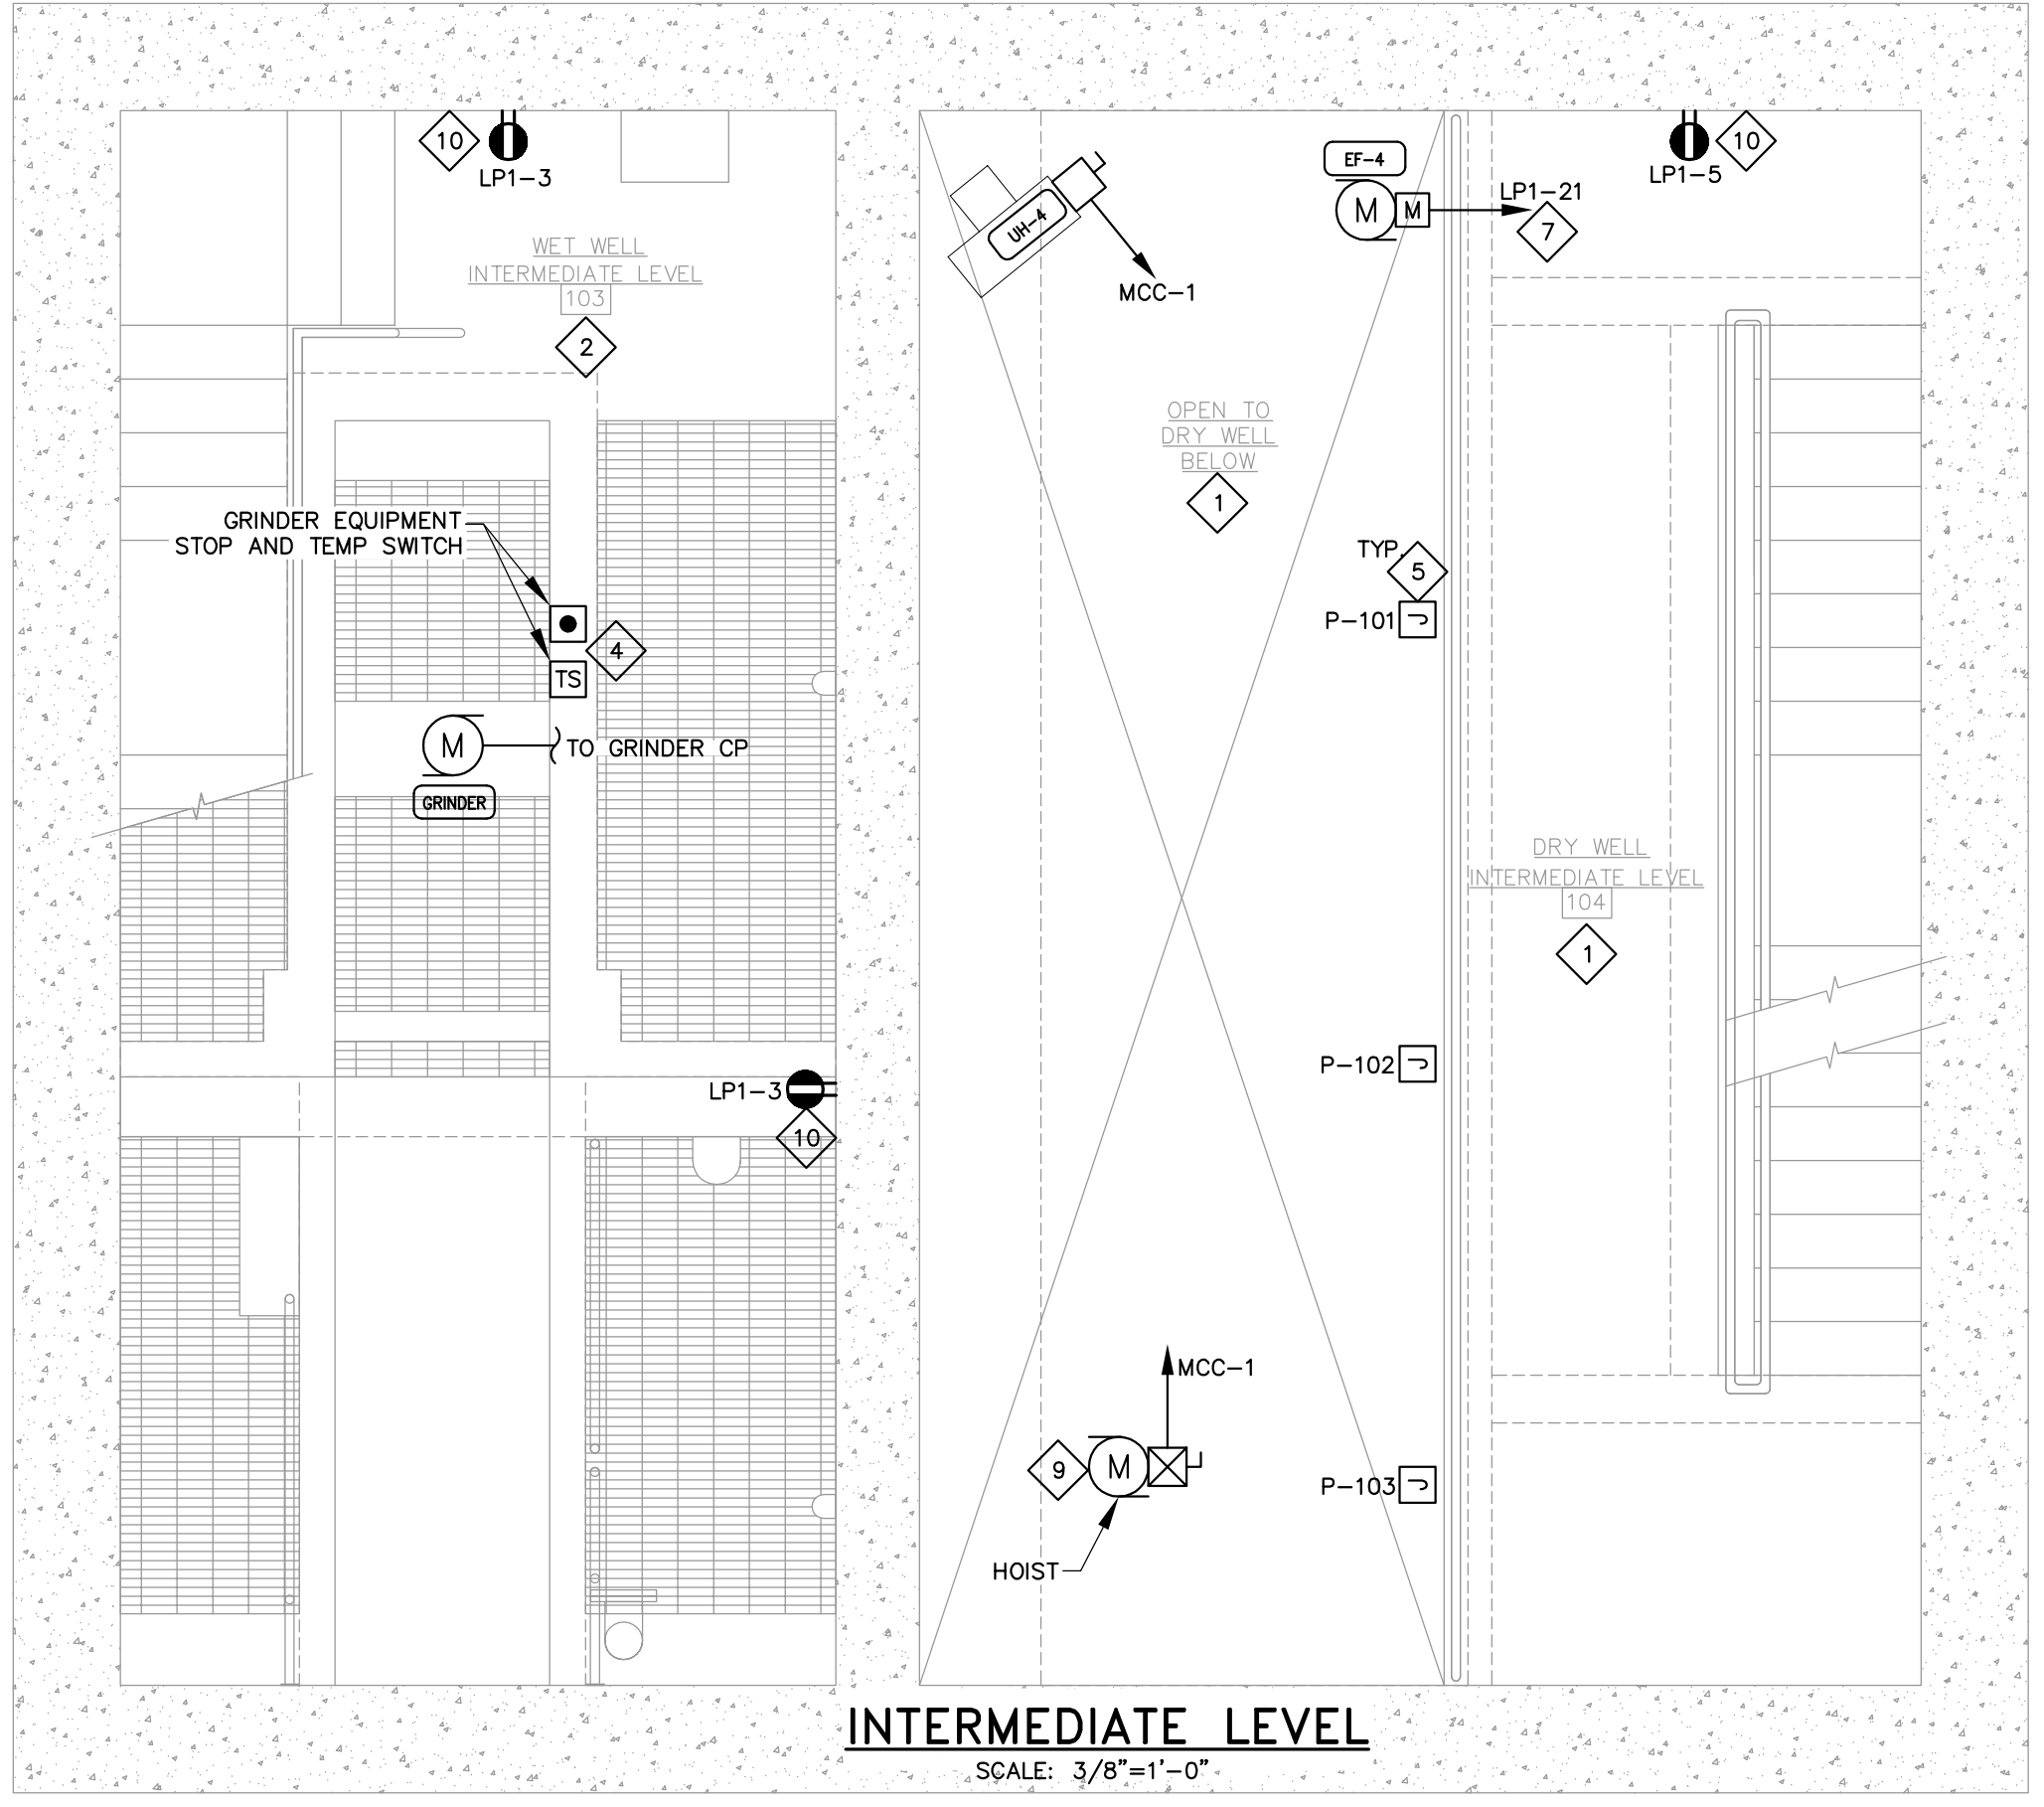 10
LP1-3
EF-4
LP1-21
M
M
7
10
LP1-5
UH-4
MCC-1
WET WELL
INTERMEDIATE LEVEL
103
2
OPEN TO
DRY WELL
BELOW
1
GRINDER EQUIPMENT
STOP AND TEMP SWITCH
4
TS
TYP.
5
P-101
J
M
TO GRINDER CP
GRINDER
DRY WELL
INTERMEDIATE LEVEL
104
1
LP1-3
10
P-102
J
MCC-1
9
M
P-103
J
HOIST
INTERMEDIATE LEVEL
SCALE: 3/8"=1'-0"